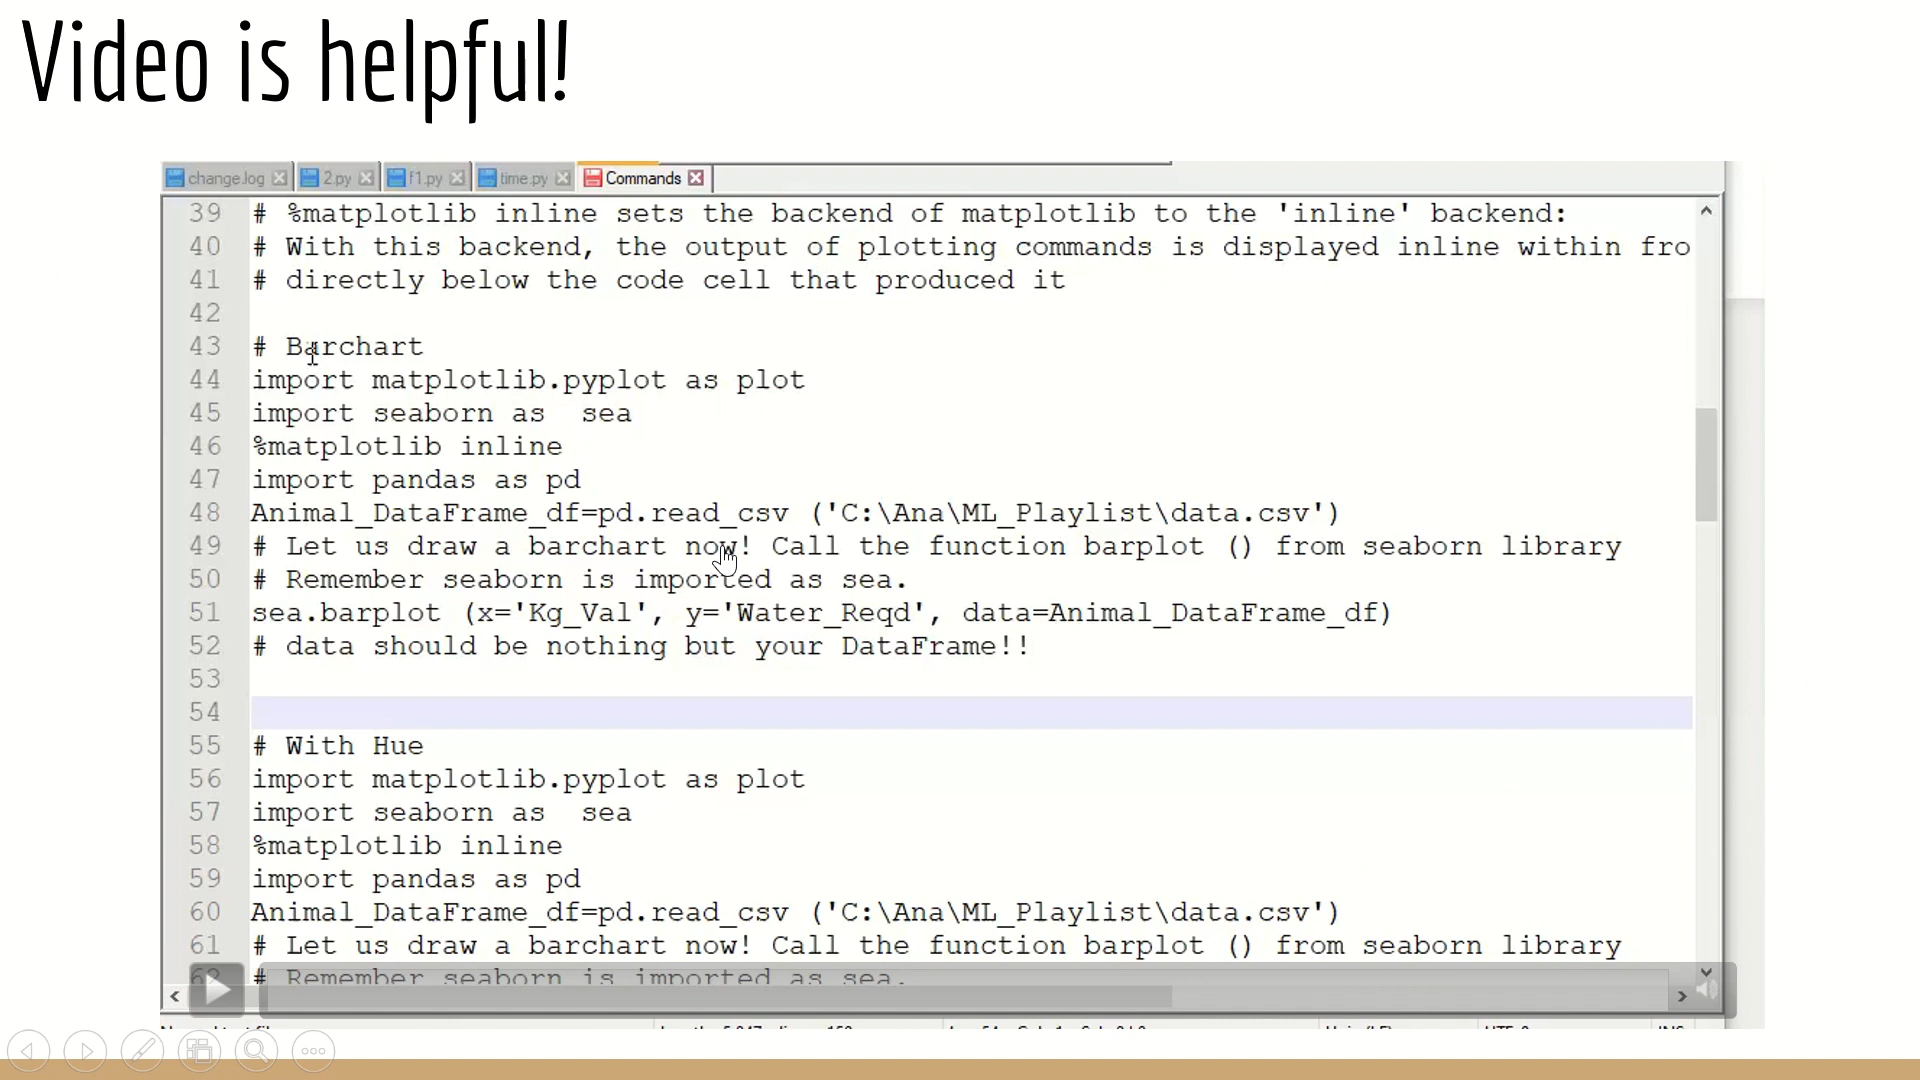 Video is helpful!
change.log 2.py f1.py time.py Commands
39 # %matplotlib inline sets the backend of matplotlib to the 'inline' backend:
40 # With this backend, the output of plotting commands is displayed inline within fro
41 # directly below the code cell that produced it
42
43 # Barchart
44 import matplotlib.pyplot as plot
45 import seaborn as  sea
46 %matplotlib inline
47 import pandas as pd
48 Animal_DataFrame_df=pd.read_csv ('C:\Ana\ML_Playlist\data.csv')
49 # Let us draw a barchart now! Call the function barplot () from seaborn library
50 # Remember seaborn is imported as sea.
51 sea.barplot (x='Kg_Val', y='Water_Reqd', data=Animal_DataFrame_df)
52 # data should be nothing but your DataFrame!!
53
54
55 # With Hue
56 import matplotlib.pyplot as plot
57 import seaborn as  sea
58 %matplotlib inline
59 import pandas as pd
60 Animal_DataFrame_df=pd.read_csv ('C:\Ana\ML_Playlist\data.csv')
61 # Let us draw a barchart now! Call the function barplot () from seaborn library
62 # Remember seaborn is imported as sea.